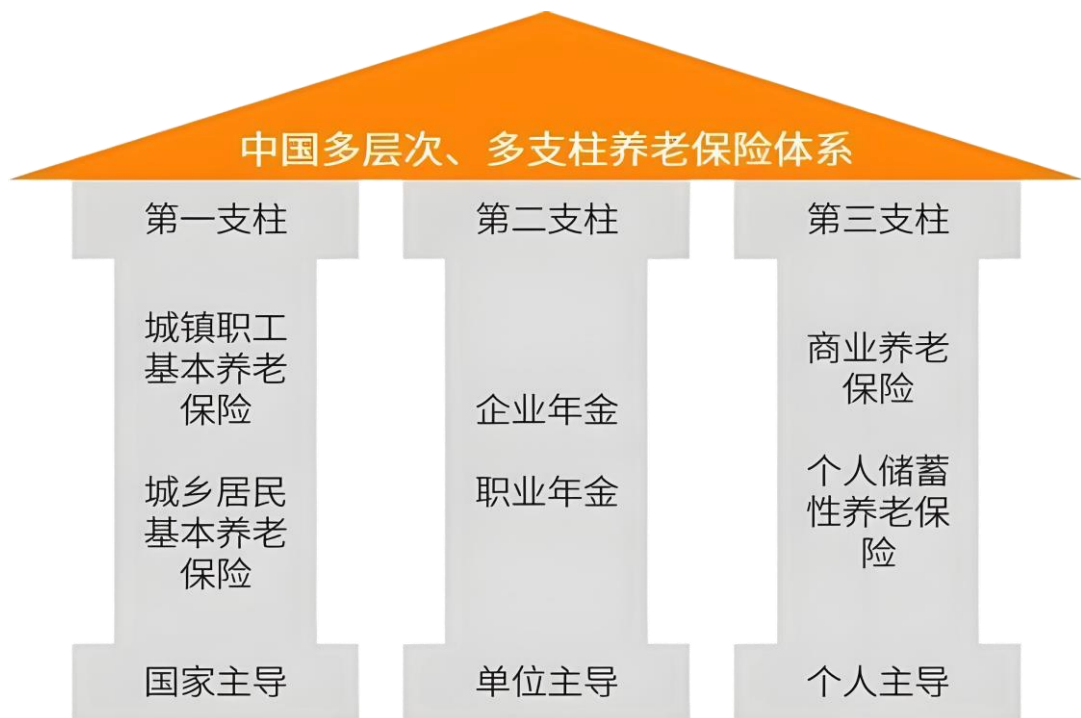 中国多层次、多支柱养老保险体系
第一支柱
城镇职工
基本养老
保险
城乡居民
基本养老
保险
国家主导
第二支柱
企业年金
职业年金
单位主导
第三支柱
商业养老
保险
个人储蓄
性养老保
险
个人主导